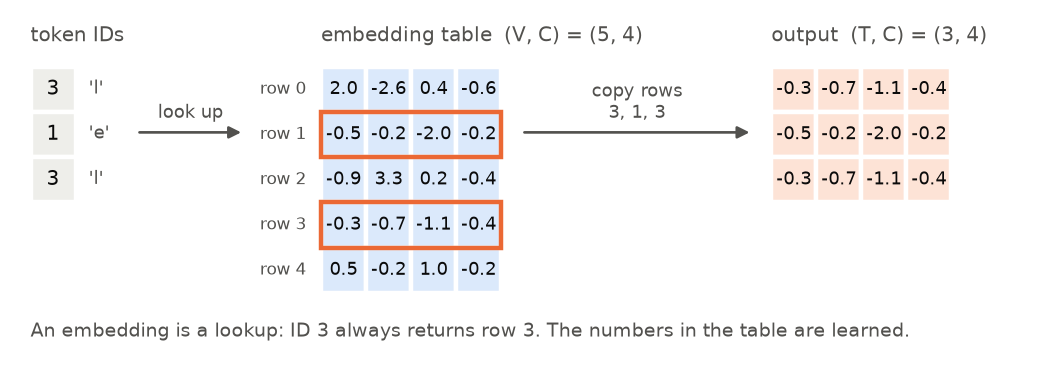 token IDs embedding table (V, C) = (5, 4) output (T, C) = (3, 4)
3 'l' row 0 2.0 -2.6 0.4 -0.6 -0.3 -0.7 -1.1 -0.4
look up
copy rows
3, 1, 3
1 'e' row 1 -0.5 -0.2 -2.0 -0.2 -0.5 -0.2 -2.0 -0.2
3 'l' row 2 -0.9 3.3 0.2 -0.4 -0.3 -0.7 -1.1 -0.4
row 3 -0.3 -0.7 -1.1 -0.4
row 4 0.5 -0.2 1.0 -0.2
An embedding is a lookup: ID 3 always returns row 3. The numbers in the table are learned.